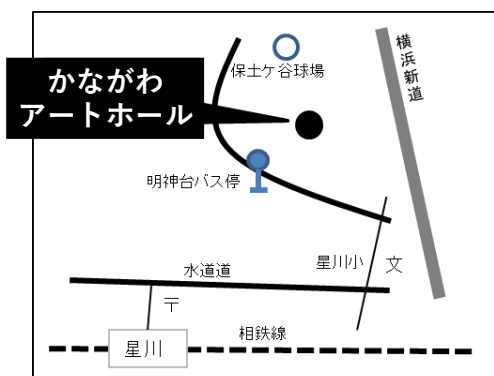 保土ケ谷球場
横浜新道
かながわ
アートホール
明神台バス停
星川小
文
水道道
〒
星川
相鉄線